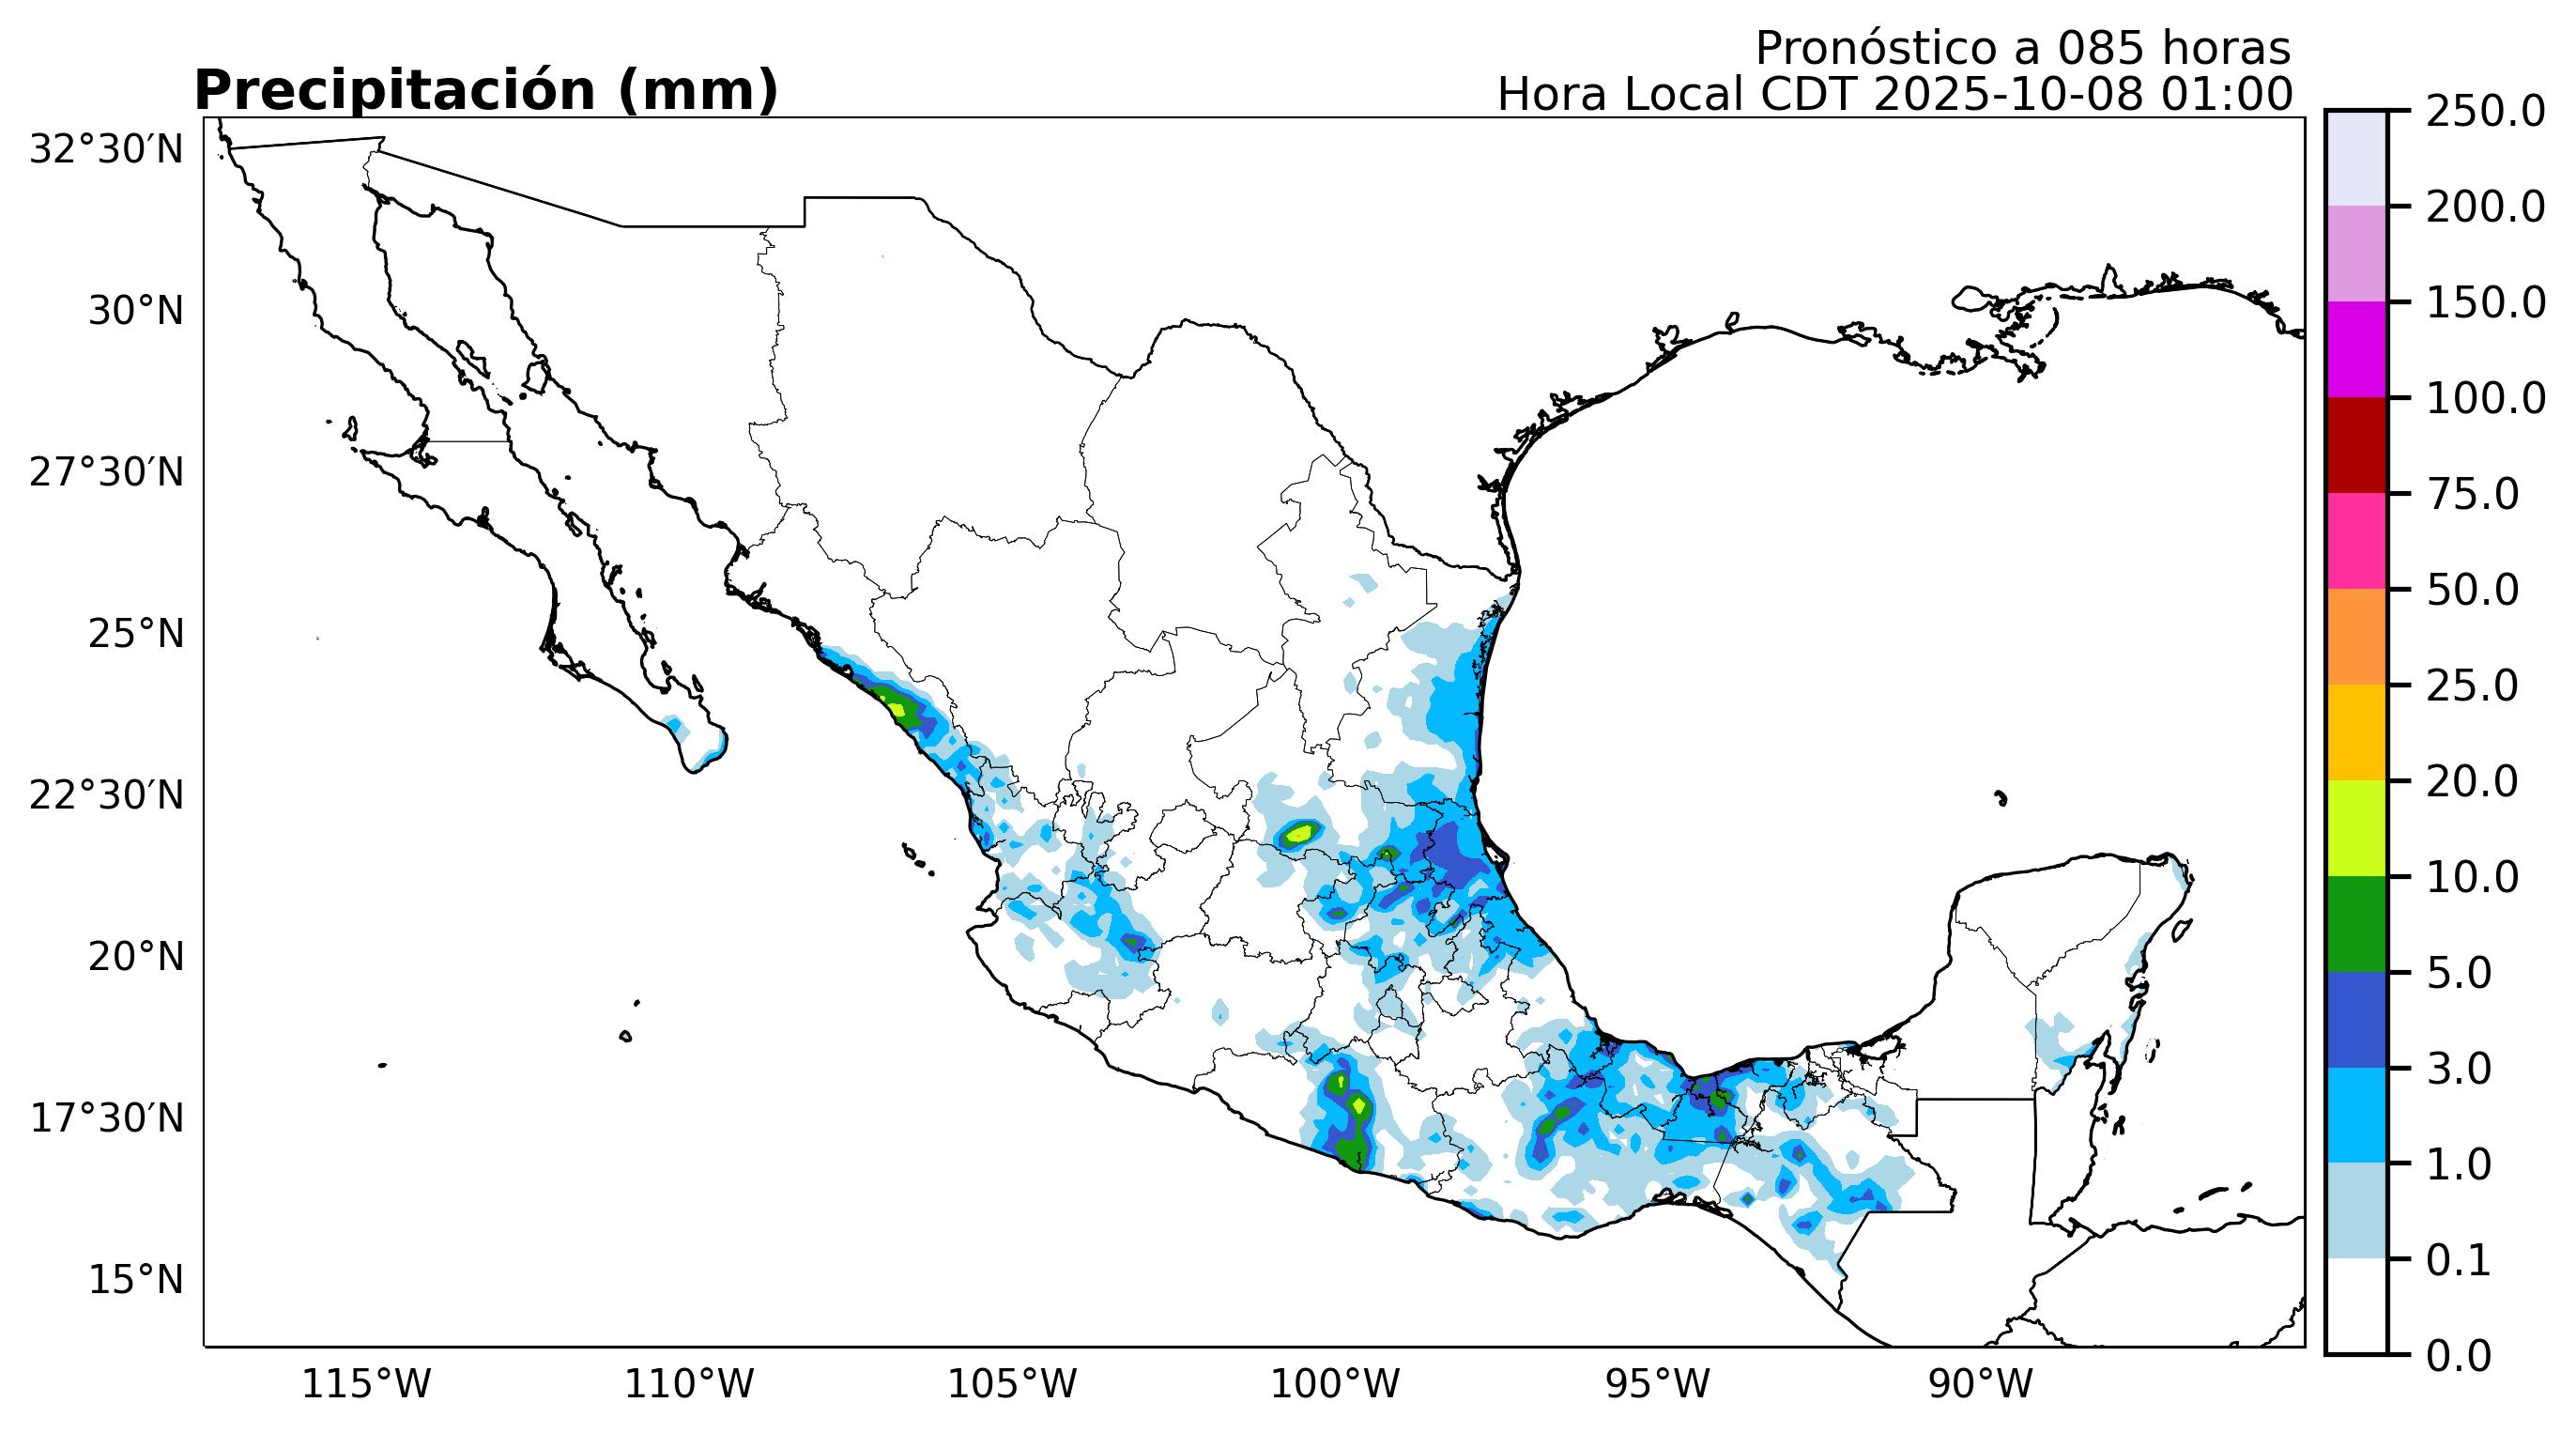 Pronóstico a 085 horas
Precipitación (mm)
Hora Local CDT 2025-10-08 01:00
32°30′N
30°N
27°30′N
25°N
22°30′N
20°N
17°30′N
15°N
115°W
110°W
105°W
100°W
95°W
90°W
250.0
200.0
150.0
100.0
75.0
50.0
25.0
20.0
10.0
5.0
3.0
1.0
0.1
0.0